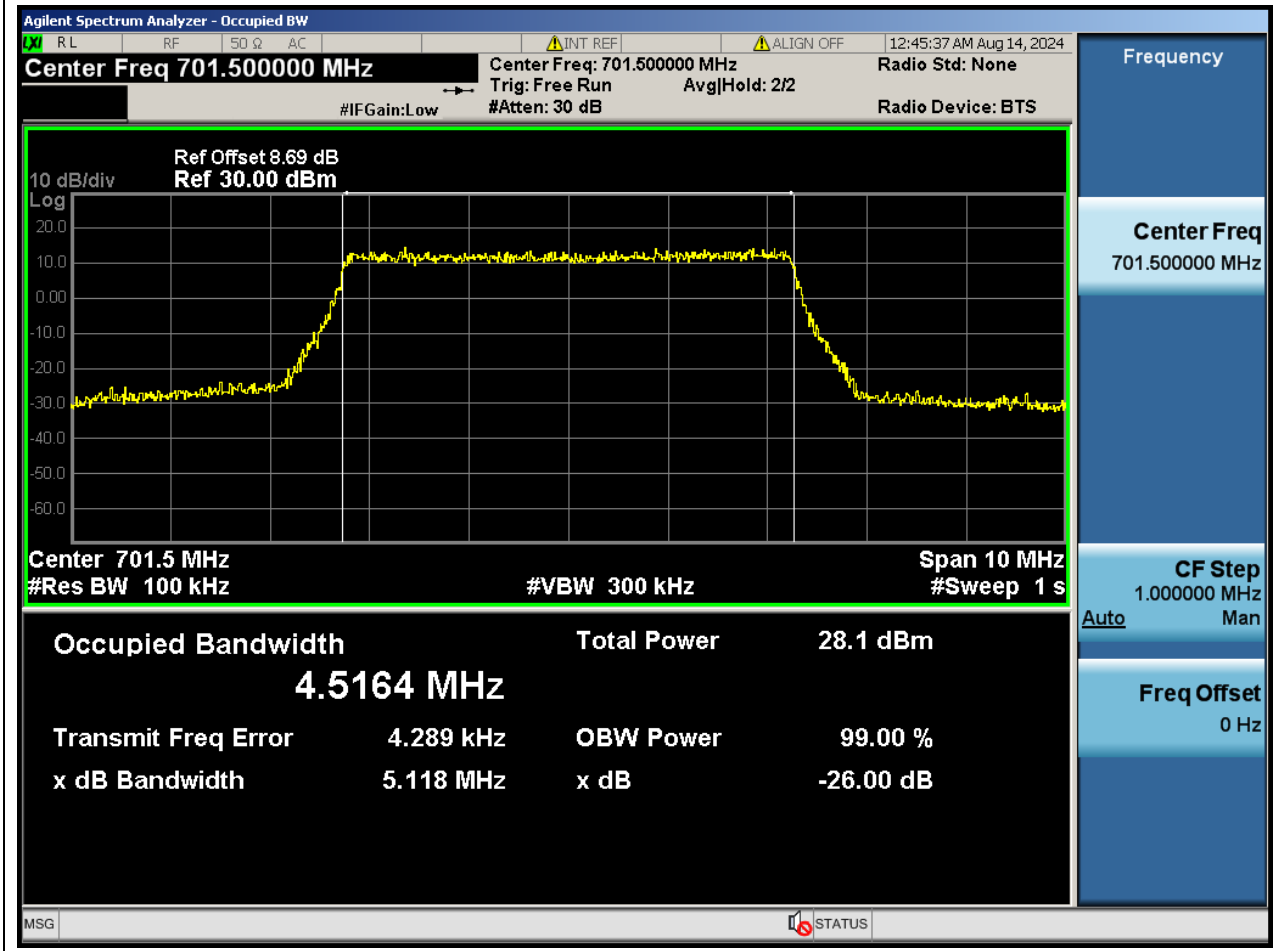 Agilent Spectrum Analyzer - Occupied BW
LXI RL RF 50 Ω AC INT REF ALIGN OFF 12:45:37 AM Aug 14, 2024
Center Freq 701.500000 MHz
Center Freq: 701.500000 MHz
Radio Std: None
Trig: Free Run Avg|Hold: 2/2
#IFGain:Low
#Atten: 30 dB
Radio Device: BTS
Ref Offset 8.69 dB
10 dB/div Ref 30.00 dBm
Log
20.0
10.0
0.00
-10.0
-20.0
-30.0
-40.0
-50.0
-60.0
Center 701.5 MHz Span 10 MHz
#Res BW 100 kHz #VBW 300 kHz #Sweep 1 s
Occupied Bandwidth Total Power 28.1 dBm
4.5164 MHz
Transmit Freq Error 4.289 kHz OBW Power 99.00 %
x dB Bandwidth 5.118 MHz x dB -26.00 dB
Frequency
Center Freq
701.500000 MHz
CF Step
1.000000 MHz
Auto Man
Freq Offset
0 Hz
MSG STATUS